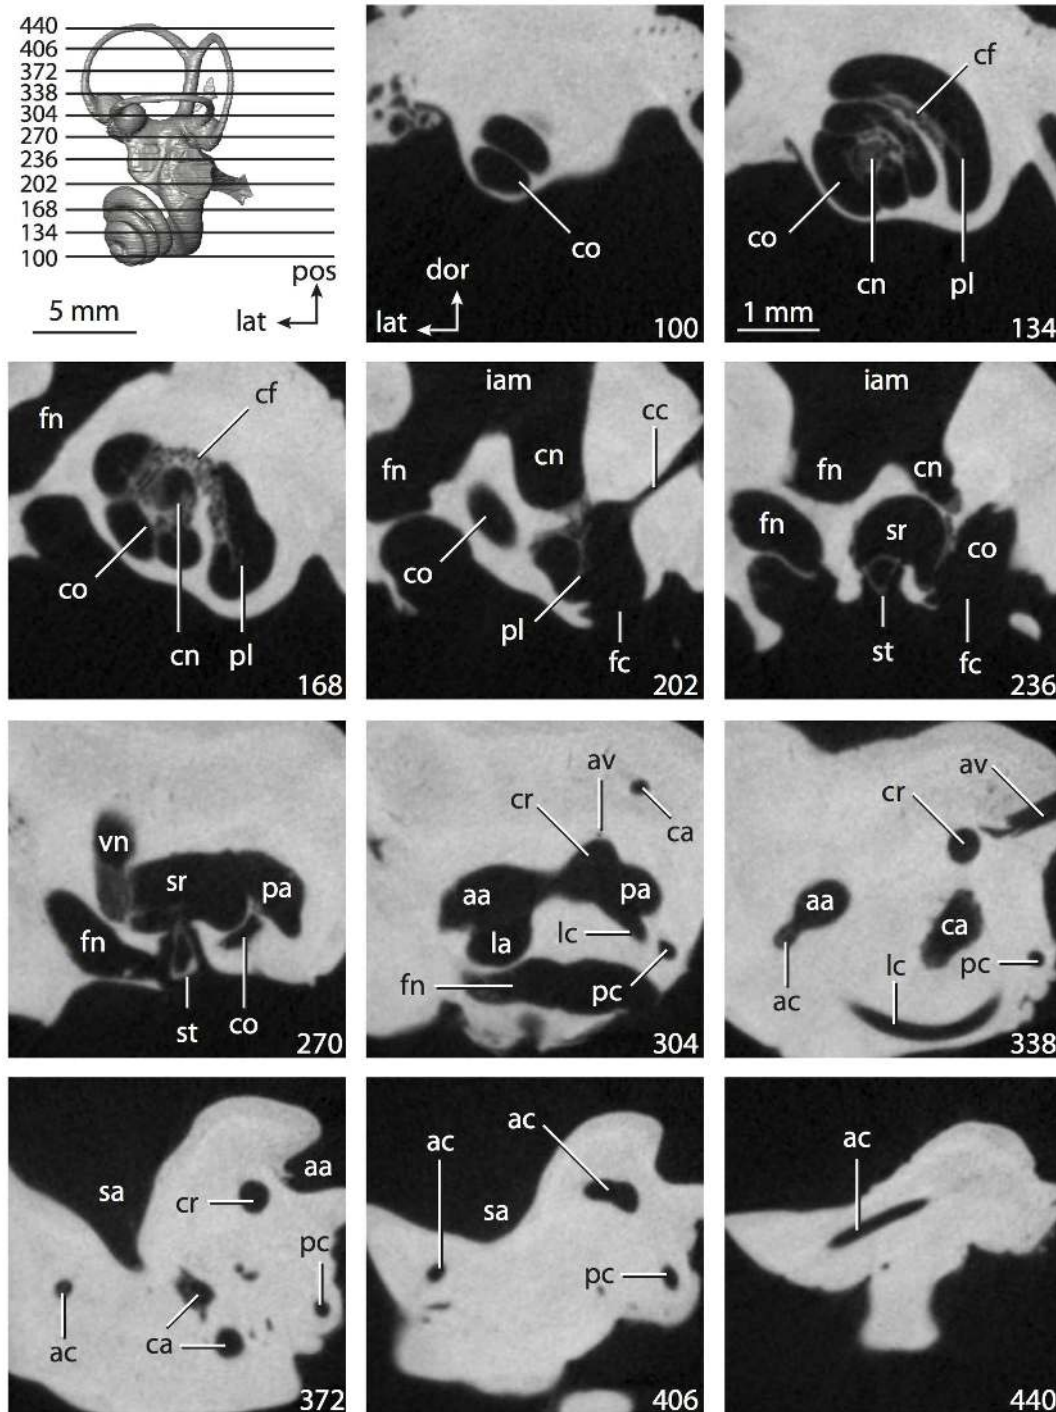 440
406
372
338
304
270
236
202
168
134
100
pos
5 mm
lat
co
dor
lat
100
cf
co
cn
pl
1 mm
134
fn
cf
co
cn
pl
168
iam
cc
fn
cn
co
pl
fc
202
iam
fn
cn
fn
sr
co
st
fc
236
vn
sr
pa
fn
st
co
270
av
cr
ca
aa
pa
la
lc
fn
pc
304
av
cr
aa
ca
lc
pc
ac
338
sa
aa
cr
pc
ac
ca
372
ac
ac
sa
pc
406
ac
440